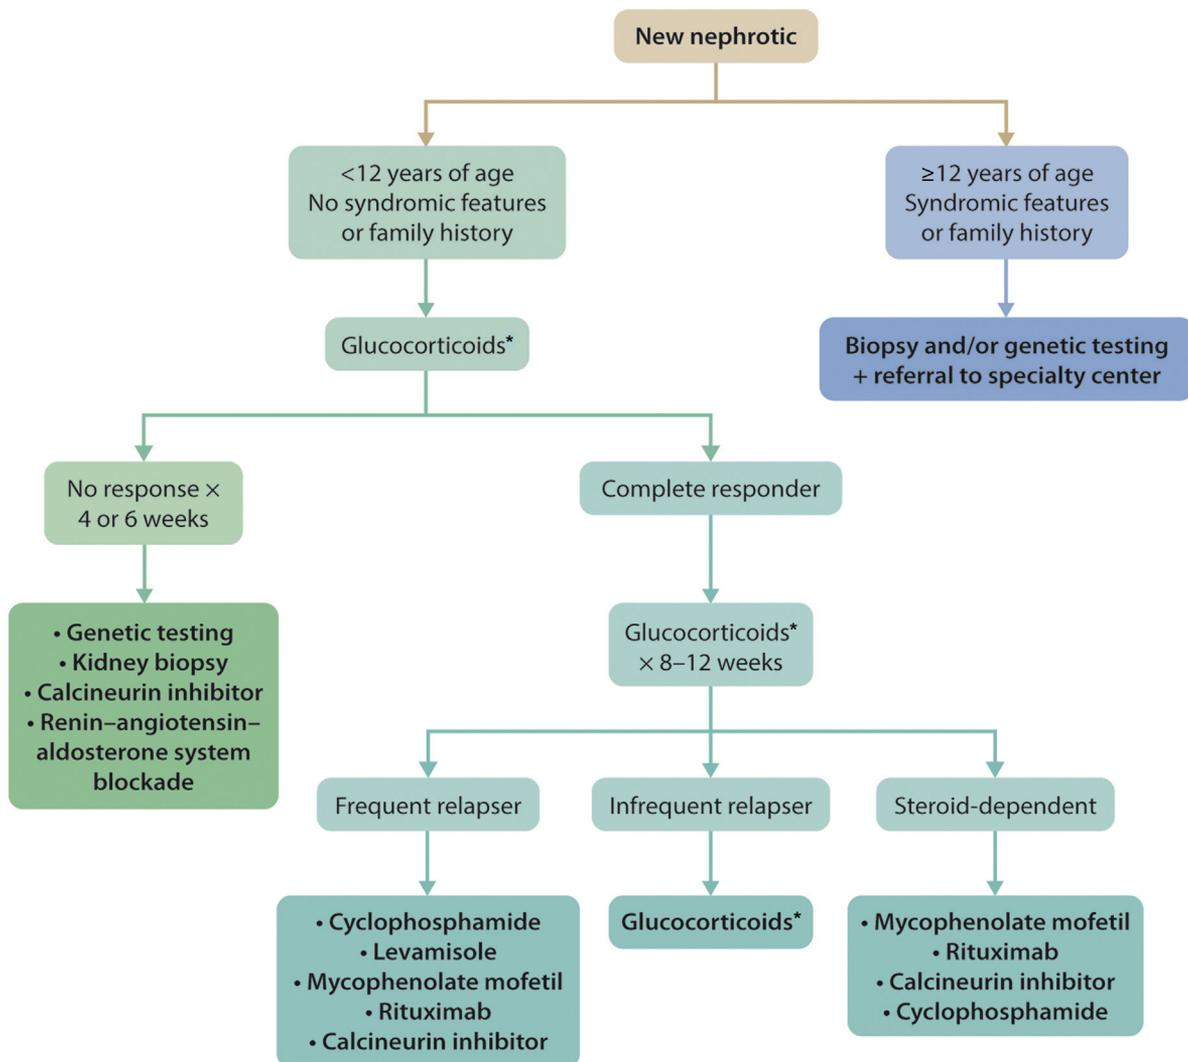 New nephrotic
<12 years of age
No syndromic features
or family history
≥12 years of age
Syndromic features
or family history
Glucocorticoids*
Biopsy and/or genetic testing
+ referral to specialty center
No response ×
4 or 6 weeks
Complete responder
• Genetic testing
• Kidney biopsy
• Calcineurin inhibitor
• Renin–angiotensin–
aldosterone system
blockade
Glucocorticoids*
× 8–12 weeks
Frequent relapser
Infrequent relapser
Steroid-dependent
• Cyclophosphamide
• Levamisole
• Mycophenolate mofetil
• Rituximab
• Calcineurin inhibitor
Glucocorticoids*
• Mycophenolate mofetil
• Rituximab
• Calcineurin inhibitor
• Cyclophosphamide